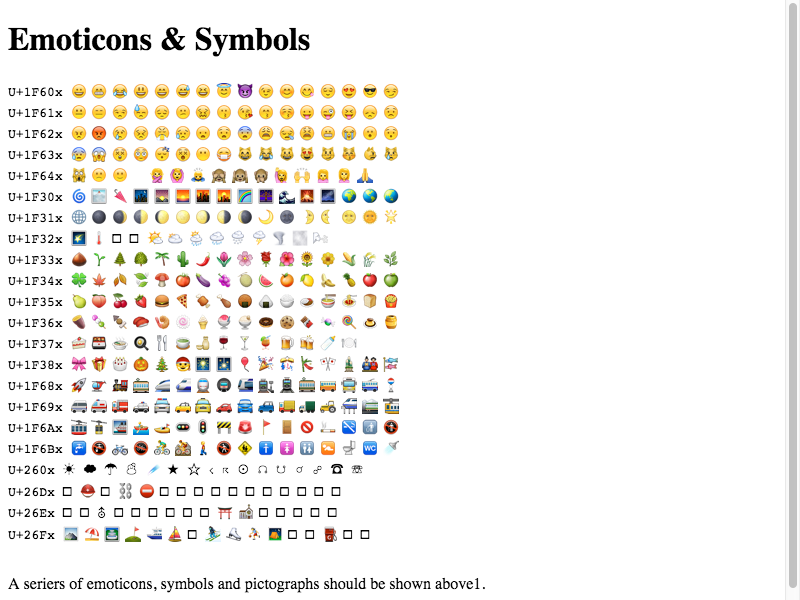 Emoticons & Symbols
U+1F60x
U+1F61x
U+1F62x
U+1F63x
U+1F64x
U+1F30x
U+1F31x
U+1F32x
U+1F33x
U+1F34x
U+1F35x
U+1F36x
U+1F37x
U+1F38x
U+1F68x
U+1F69x
U+1F6Ax
U+1F6Bx
U+260x
U+26Dx
U+26Ex
U+26Fx
A seriers of emoticons, symbols and pictographs should be shown above1.